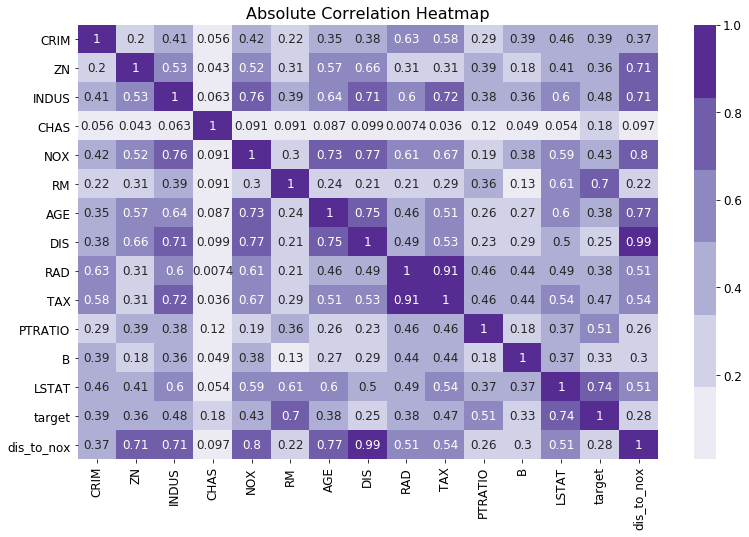 Absolute Correlation Heatmap
CRIM 1 0.2 0.41 0.056 0.42 0.22 0.35 0.38 0.63 0.58 0.29 0.39 0.46 0.39 0.37
ZN 0.2 1 0.53 0.043 0.52 0.31 0.57 0.66 0.31 0.31 0.39 0.18 0.41 0.36 0.71
INDUS 0.41 0.53 1 0.063 0.76 0.39 0.64 0.71 0.6 0.72 0.38 0.36 0.6 0.48 0.71
CHAS 0.056 0.043 0.063 1 0.091 0.091 0.087 0.099 0.0074 0.036 0.12 0.049 0.054 0.18 0.097
NOX 0.42 0.52 0.76 0.091 1 0.3 0.73 0.77 0.61 0.67 0.19 0.38 0.59 0.43 0.8
RM 0.22 0.31 0.39 0.091 0.3 1 0.24 0.21 0.21 0.29 0.36 0.13 0.61 0.7 0.22
AGE 0.35 0.57 0.64 0.087 0.73 0.24 1 0.75 0.46 0.51 0.26 0.27 0.6 0.38 0.77
DIS 0.38 0.66 0.71 0.099 0.77 0.21 0.75 1 0.49 0.53 0.23 0.29 0.5 0.25 0.99
RAD 0.63 0.31 0.6 0.0074 0.61 0.21 0.46 0.49 1 0.91 0.46 0.44 0.49 0.38 0.51
TAX 0.58 0.31 0.72 0.036 0.67 0.29 0.51 0.53 0.91 1 0.46 0.44 0.54 0.47 0.54
PTRATIO 0.29 0.39 0.38 0.12 0.19 0.36 0.26 0.23 0.46 0.46 1 0.18 0.37 0.51 0.26
B 0.39 0.18 0.36 0.049 0.38 0.13 0.27 0.29 0.44 0.44 0.18 1 0.37 0.33 0.3
LSTAT 0.46 0.41 0.6 0.054 0.59 0.61 0.6 0.5 0.49 0.54 0.37 0.37 1 0.74 0.51
target 0.39 0.36 0.48 0.18 0.43 0.7 0.38 0.25 0.38 0.47 0.51 0.33 0.74 1 0.28
dis_to_nox 0.37 0.71 0.71 0.097 0.8 0.22 0.77 0.99 0.51 0.54 0.26 0.3 0.51 0.28 1
CRIM ZN INDUS CHAS NOX RM AGE DIS RAD TAX PTRATIO B LSTAT target dis_to_nox
1.0
0.8
0.6
0.4
0.2